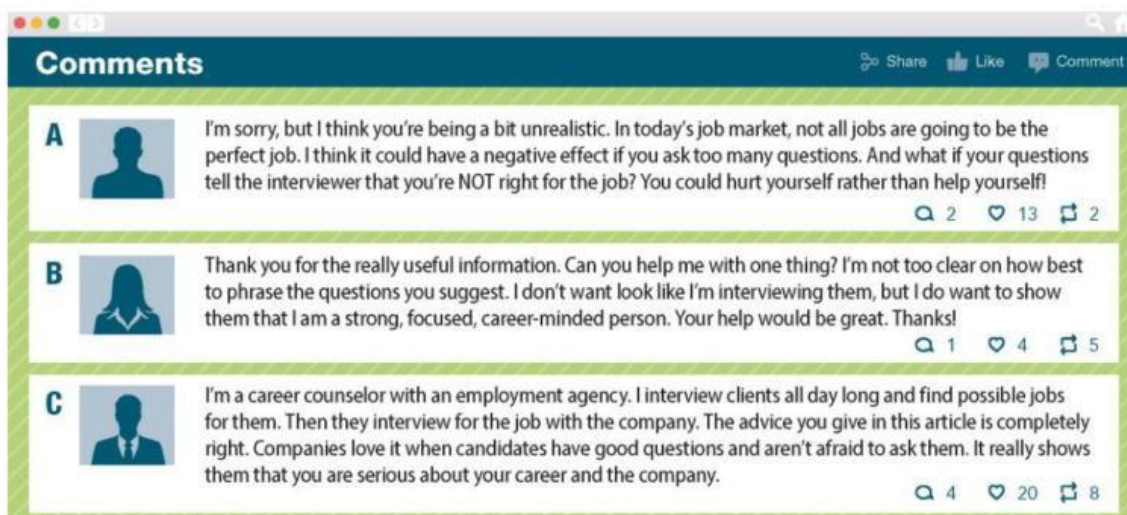 Comments
Share Like Comment
A
I'm sorry, but I think you're being a bit unrealistic. In today's job market, not all jobs are going to be the
perfect job. I think it could have a negative effect if you ask too many questions. And what if your questions
tell the interviewer that you're NOT right for the job? You could hurt yourself rather than help yourself!
2 13 2
B
Thank you for the really useful information. Can you help me with one thing? I'm not too clear on how best
to phrase the questions you suggest. I don't want look like I'm interviewing them, but I do want to show
them that I am a strong, focused, career-minded person. Your help would be great. Thanks!
1 4 5
C
I'm a career counselor with an employment agency. I interview clients all day long and find possible jobs
for them. Then they interview for the job with the company. The advice you give in this article is completely
right. Companies love it when candidates have good questions and aren't afraid to ask them. It really shows
them that you are serious about your career and the company.
4 20 8